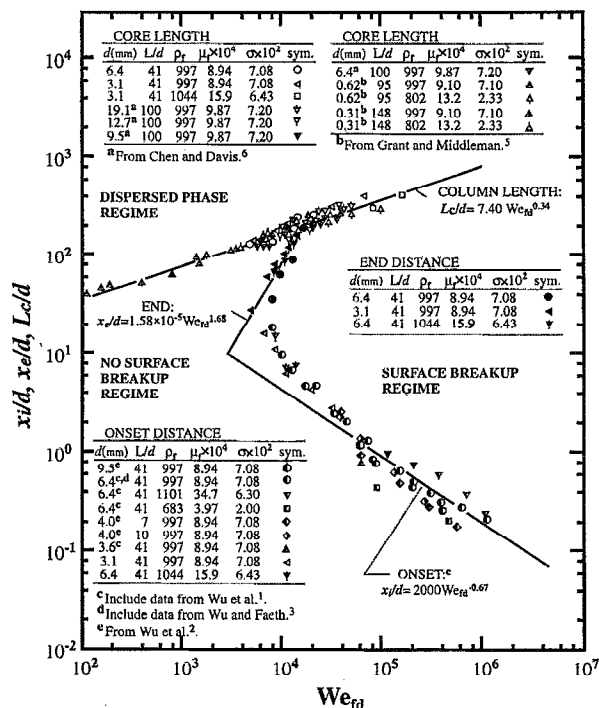 CORE LENGTH
d(mm) L/d ρf μf×10⁴ σ×10² sym.
6.4 41 997 8.94 7.08 ○
3.1 41 997 8.94 7.08 ◁
3.1 41 1044 15.9 6.43 □
19.1ᵃ 100 997 9.87 7.20
12.7ᵃ 100 997 9.87 7.20
9.5ᵃ 100 997 9.87 7.20 ▼
ᵃFrom Chen and Davis.⁶
CORE LENGTH
d(mm) L/d ρf μf×10⁴ σ×10² sym.
6.4ᵃ 100 997 9.87 7.20
0.62ᵇ 95 997 9.10 7.10
0.62ᵇ 95 802 13.2 2.33
0.31ᵇ 148 997 9.10 7.10
0.31ᵇ 148 802 13.2 2.33
ᵇFrom Grant and Middleman.⁵
DISPERSED PHASE
REGIME
COLUMN LENGTH:
Lc/d= 7.40 Wefd^0.34
END DISTANCE
d(mm) L/d ρf μf×10⁴ σ×10² sym.
6.4 41 997 8.94 7.08 ●
3.1 41 997 8.94 7.08 ◀
6.4 41 1044 15.9 6.43 ■
END:
xe/d=1.58×10⁻⁵Wefd^1.68
NO SURFACE
BREAKUP
REGIME
SURFACE BREAKUP
REGIME
ONSET DISTANCE
d(mm) L/d ρf μf×10⁴ σ×10² sym.
9.5ᵉ 41 997 8.94 7.08
6.4ᶜ,ᵈ 41 997 8.94 7.08
6.4ᶜ 41 1101 34.7 6.30
6.4ᶜ 41 683 3.97 2.00
4.0ᵉ 7 997 8.94 7.08
4.0ᵉ 10 997 8.94 7.08
3.6ᶜ 41 997 8.94 7.08
3.1 41 997 8.94 7.08
6.4 41 1044 15.9 6.43
ᶜInclude data from Wu et al.¹.
ᵈInclude data from Wu and Faeth.³
ᵉFrom Wu et al.².
ONSET:ᵉ
xi/d= 2000Wefd^-0.67
xi/d, xe/d, Lc/d
10⁴
10³
10²
10¹
10⁰
10⁻¹
10⁻²
10² 10³ 10⁴ 10⁵ 10⁶ 10⁷
Wefd